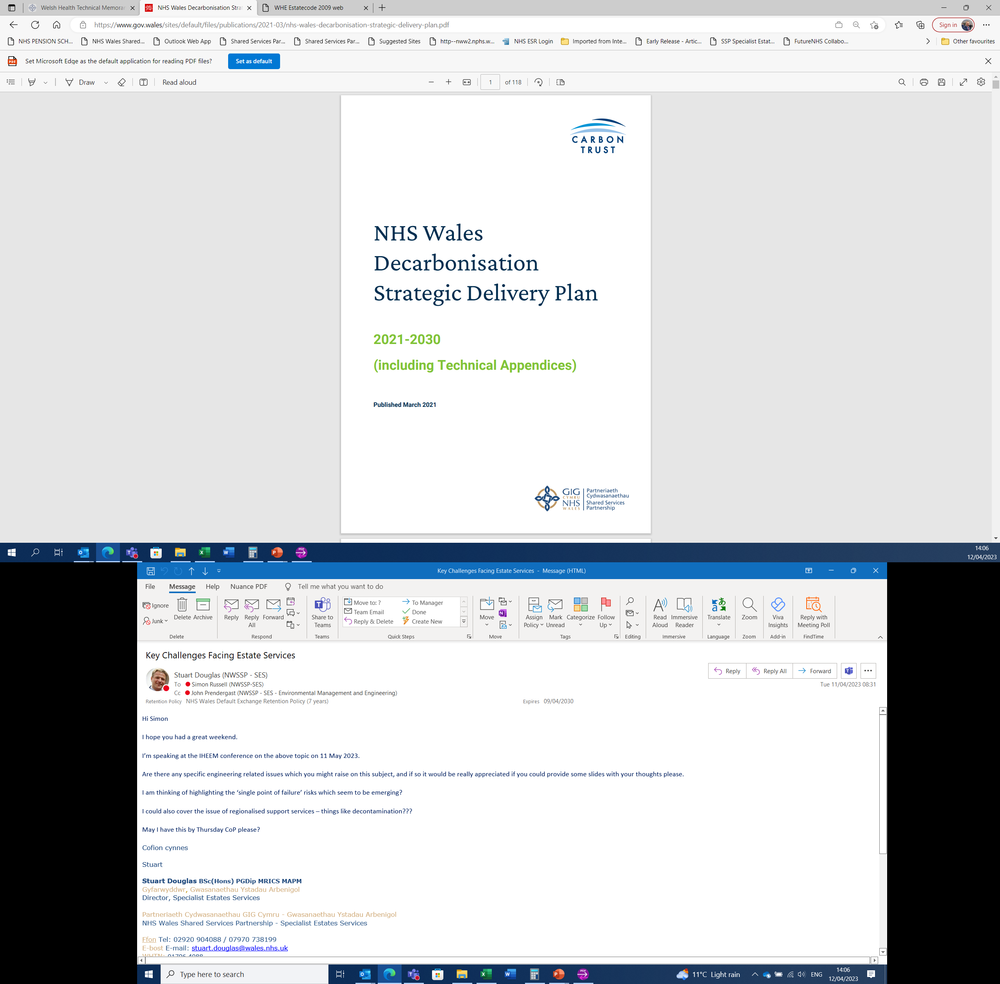 Welsh Health Technical Memorar
NHS Wales Decarbonisation Stra
WHE Estatecode 2009 web
https://www.gov.wales/sites/default/files/publications/2021-03/nhs-wales-decarbonisation-strategic-delivery-plan.pdf
Sign in
NHS PENSION SCH... NHS Wales Shared... Outlook Web App Shared Services Par... Shared Services Par... Suggested Sites http--nww2.nphs.w... NHS ESR Login Imported from Inte... Early Release - Artic... SSP Specialist Estat... FutureNHS Collabo... Other favourites
Set Microsoft Edge as the default application for reading PDF files? Set as default
Draw Read aloud 1 of 118
CARBON
TRUST
NHS Wales
Decarbonisation
Strategic Delivery Plan
2021-2030
(including Technical Appendices)
Published March 2021
GIG
CYMRU
NHS
WALES
Partneriaeth
Cydwasanaethau
Shared Services
Partnership
14:06
12/04/2023
Key Challenges Facing Estate Services - Message (HTML)
File Message Help Nuance PDF Tell me what you want to do
Ignore
Junk
Delete Archive
Reply Reply All Forward
Share to Teams
Move to: ? To Manager
Team Email Done
Reply & Delete Create New
Move
Assign Policy Mark Unread Categorize Follow Up
Read Aloud Immersive Reader
Translate
Zoom
Viva Insights
Reply with Meeting Poll
Delete Respond Teams Quick Steps Move Tags Editing Immersive Language Zoom Add-in FindTime
Key Challenges Facing Estate Services
Stuart Douglas (NWSSP - SES)
To Simon Russell (NWSSP-SES)
Cc John Prendergast (NWSSP - SES - Environmental Management and Engineering)
Reply Reply All Forward
Tue 11/04/2023 08:31
Retention Policy NHS Wales Default Exchange Retention Policy (7 years) Expires 09/04/2030
Hi Simon
I hope you had a great weekend.
I'm speaking at the IHEEM conference on the above topic on 11 May 2023.
Are there any specific engineering related issues which you might raise on this subject, and if so it would be really appreciated if you could provide some slides with your thoughts please.
I am thinking of highlighting the ‘single point of failure’ risks which seem to be emerging?
I could also cover the issue of regionalised support services – things like decontamination???
May I have this by Thursday CoP please?
Cofion cynnes
Stuart
Stuart Douglas BSc(Hons) PGDip MRICS MAPM
Gyfarwyddwr, Gwasanaethau Ystadau Arbenigol
Director, Specialist Estates Services
Partneriaeth Cydwasanaethau GIG Cymru - Gwasanaethau Ystadau Arbenigol
NHS Wales Shared Services Partnership - Specialist Estates Services
Ffon Tel: 02920 904088 / 07970 738199
E-bost E-mail: stuart.douglas@wales.nhs.uk
Type here to search
11°C Light rain
ENG
14:06
12/04/2023